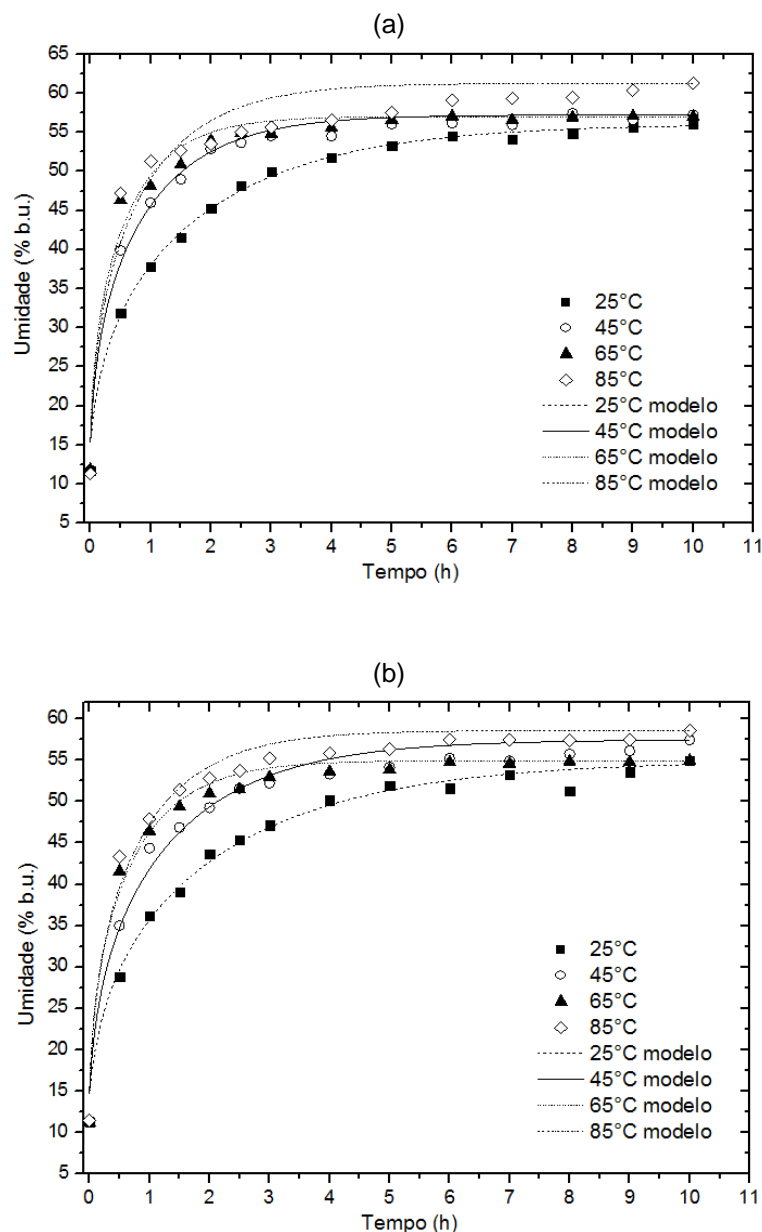 (a)
65
60
55
50
45
40
35
30
25
20
15
10
5
Umidade (% b.u.)
25°C
45°C
65°C
85°C
25°C modelo
45°C modelo
65°C modelo
85°C modelo
0 1 2 3 4 5 6 7 8 9 10 11
Tempo (h)
(b)
60
55
50
45
40
35
30
25
20
15
10
5
Umidade (% b.u.)
25°C
45°C
65°C
85°C
25°C modelo
45°C modelo
65°C modelo
85°C modelo
0 1 2 3 4 5 6 7 8 9 10 11
Tempo (h)